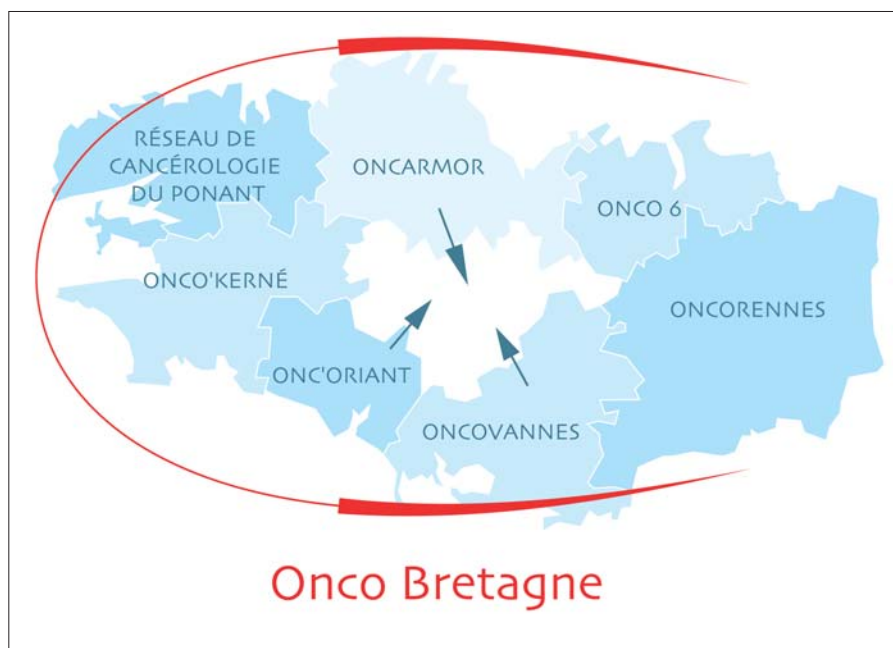 RÉSEAU DE
CANCÉROLOGIE
DU PONANT
ONCARMOR
ONCO 6
ONCO'KERNÉ
ONCORENNES
ONC'ORIANT
ONCOVANNES
Onco Bretagne